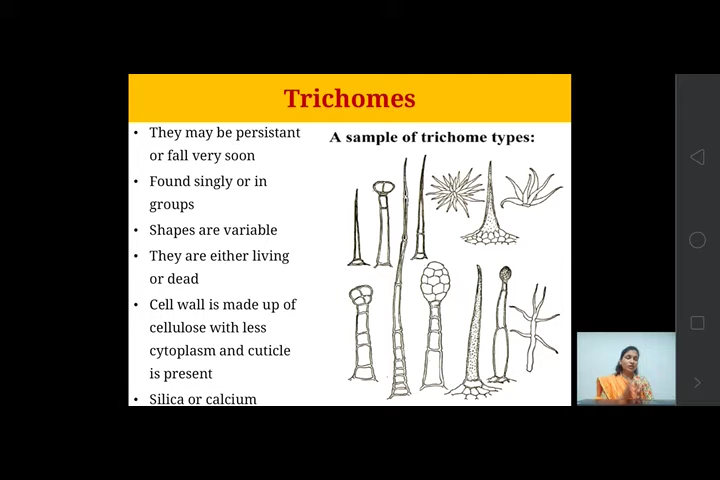 Trichomes
• They may be persistant
or fall very soon
• Found singly or in
groups
• Shapes are variable
• They are either living
or dead
• Cell wall is made up of
cellulose with less
cytoplasm and cuticle
is present
• Silica or calcium
A sample of trichome types: